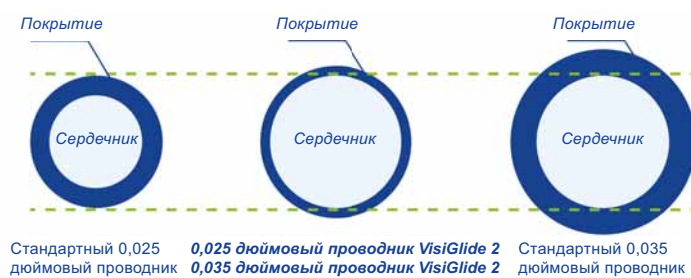 Покрытие
Покрытие
Покрытие
Сердечник
Сердечник
Сердечник
Стандартный 0,025
дюймовый проводник
0,025 дюймовый проводник VisiGlide 2
0,035 дюймовый проводник VisiGlide 2
Стандартный 0,035
дюймовый проводник